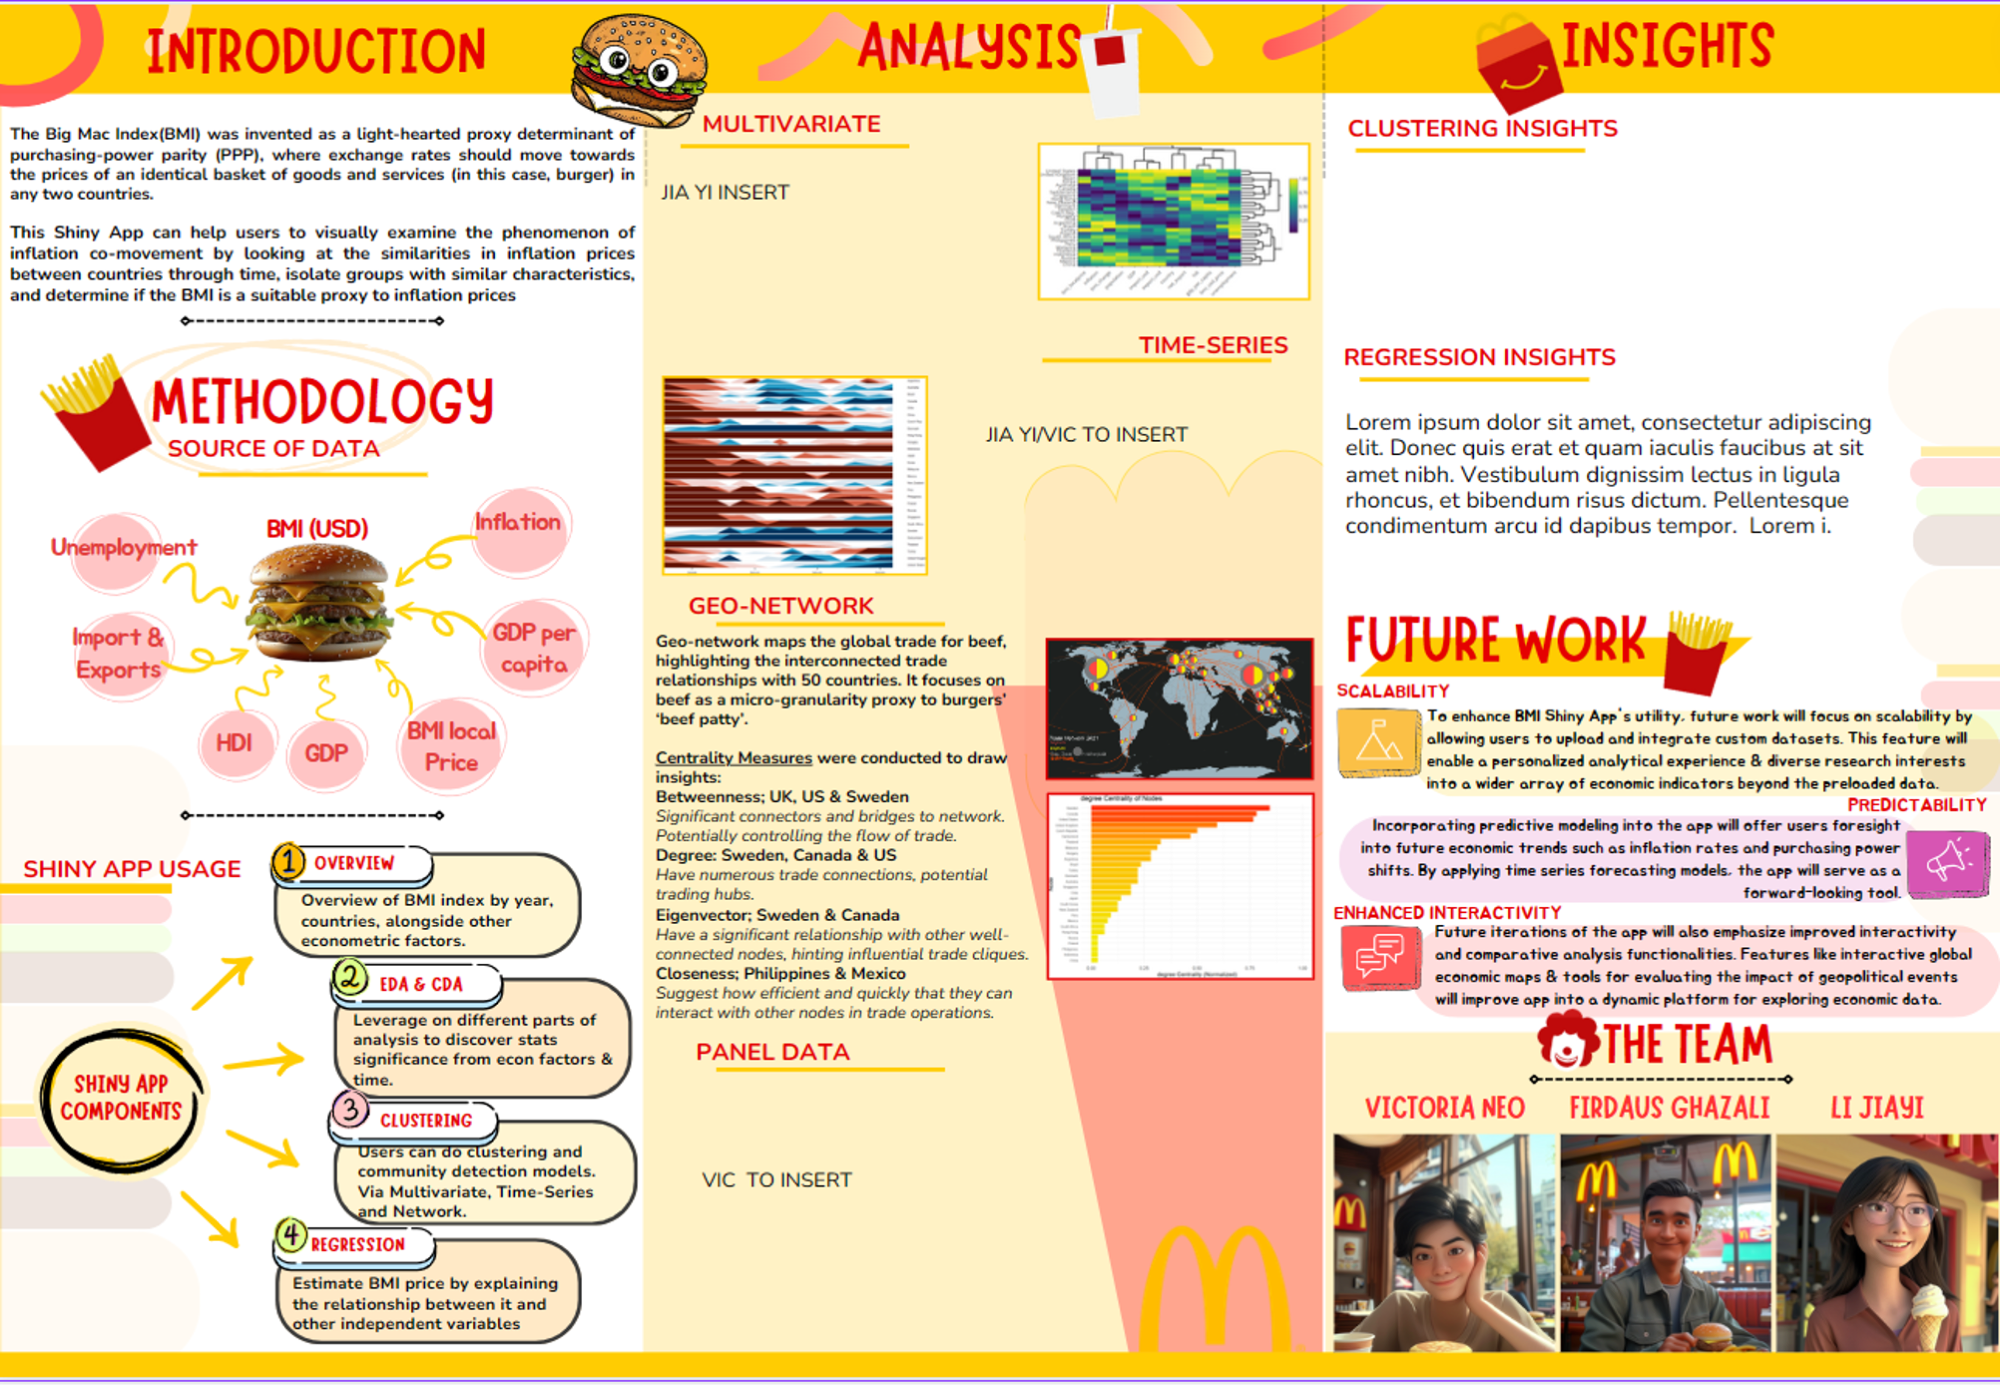 INTRODUCTION
The Big Mac Index(BMI) was invented as a light-hearted proxy determinant of
purchasing-power parity (PPP), where exchange rates should move towards
the prices of an identical basket of goods and services (in this case, burger) in
any two countries.
This Shiny App can help users to visually examine the phenomenon of
inflation co-movement by looking at the similarities in inflation prices
between countries through time, isolate groups with similar characteristics,
and determine if the BMI is a suitable proxy to inflation prices
METHODOLOGY
SOURCE OF DATA
BMI (USD)
Unemployment
Inflation
Import &
Exports
GDP per
capita
HDI
GDP
BMI local
Price
SHINY APP USAGE
SHINY APP
COMPONENTS
1 OVERVIEW
Overview of BMI index by year,
countries, alongside other
econometric factors.
2 EDA & CDA
Leverage on different parts of
analysis to discover stats
significance from econ factors &
time.
3 CLUSTERING
Users can do clustering and
community detection models.
Via Multivariate, Time-Series
and Network.
4 REGRESSION
Estimate BMI price by explaining
the relationship between it and
other independent variables
ANALYSIS
MULTIVARIATE
JIA YI INSERT
TIME-SERIES
JIA YI/VIC TO INSERT
GEO-NETWORK
Geo-network maps the global trade for beef,
highlighting the interconnected trade
relationships with 50 countries. It focuses on
beef as a micro-granularity proxy to burgers'
‘beef patty’.
Centrality Measures were conducted to draw
insights:
Betweenness; UK, US & Sweden
Significant connectors and bridges to network.
Potentially controlling the flow of trade.
Degree: Sweden, Canada & US
Have numerous trade connections, potential
trading hubs.
Eigenvector; Sweden & Canada
Have a significant relationship with other well-
connected nodes, hinting influential trade cliques.
Closeness; Philippines & Mexico
Suggest how efficient and quickly that they can
interact with other nodes in trade operations.
degree Centrality of Nodes
degree Centrality (Normalized)
PANEL DATA
VIC TO INSERT
INSIGHTS
CLUSTERING INSIGHTS
REGRESSION INSIGHTS
Lorem ipsum dolor sit amet, consectetur adipiscing
elit. Donec quis erat et quam iaculis faucibus at sit
amet nibh. Vestibulum dignissim lectus in ligula
rhoncus, et bibendum risus dictum. Pellentesque
condimentum arcu id dapibus tempor. Lorem i.
FUTURE WORK
SCALABILITY
To enhance BMI Shiny App's utility, future work will focus on scalability by
allowing users to upload and integrate custom datasets. This feature will
enable a personalized analytical experience & diverse research interests
into a wider array of economic indicators beyond the preloaded data.
PREDICTABILITY
Incorporating predictive modeling into the app will offer users foresight
into future economic trends such as inflation rates and purchasing power
shifts. By applying time series forecasting models, the app will serve as a
forward-looking tool.
ENHANCED INTERACTIVITY
Future iterations of the app will also emphasize improved interactivity
and comparative analysis functionalities. Features like interactive global
economic maps & tools for evaluating the impact of geopolitical events
will improve app into a dynamic platform for exploring economic data.
THE TEAM
VICTORIA NEO
FIRDAUS GHAZALI
LI JIAYI